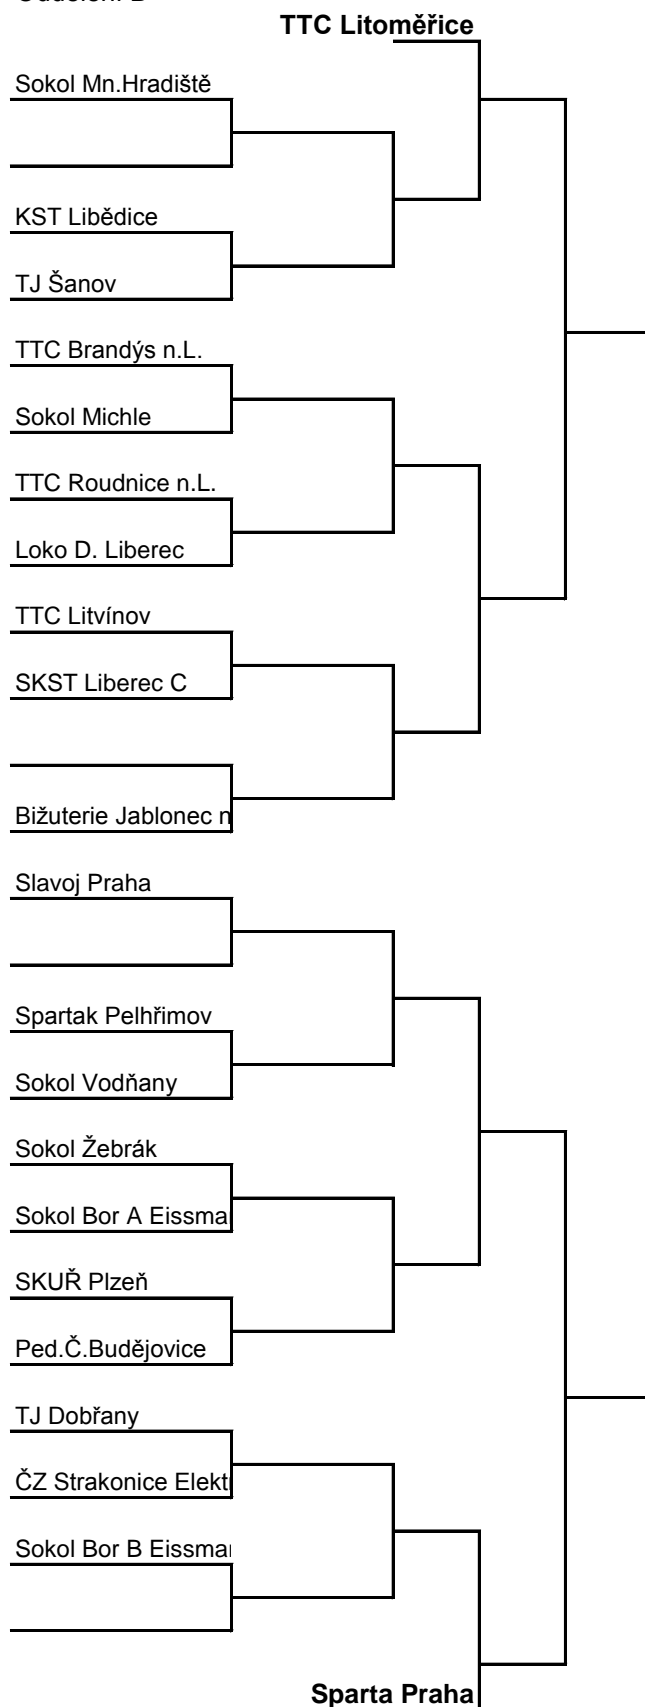 TTC Litoměřice
Sokol Mn.Hradiště
KST Libědice
TJ Šanov
TTC Brandýs n.L.
Sokol Michle
TTC Roudnice n.L.
Loko D. Liberec
TTC Litvínov
SKST Liberec C
Bižuterie Jablonec n
Slavoj Praha
Spartak Pelhřimov
Sokol Vodňany
Sokol Žebrák
Sokol Bor A Eissma
SKUŘ Plzeň
Ped.Č.Budějovice
TJ Dobřany
ČZ Strakonice Elekt
Sokol Bor B Eissma
Sparta Praha